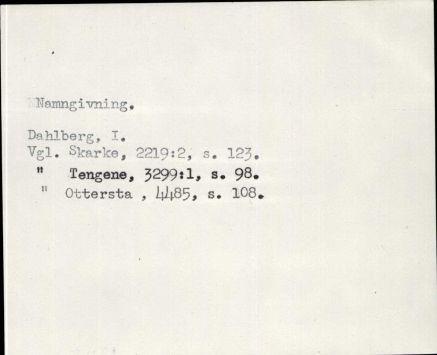 Namngivning.
Dahlberg, I.
Vgl. Skarke, 2219:2, s. 123.
" Tengene, 3299:1, s. 98.
" Ottersta , 4485, s. 108.